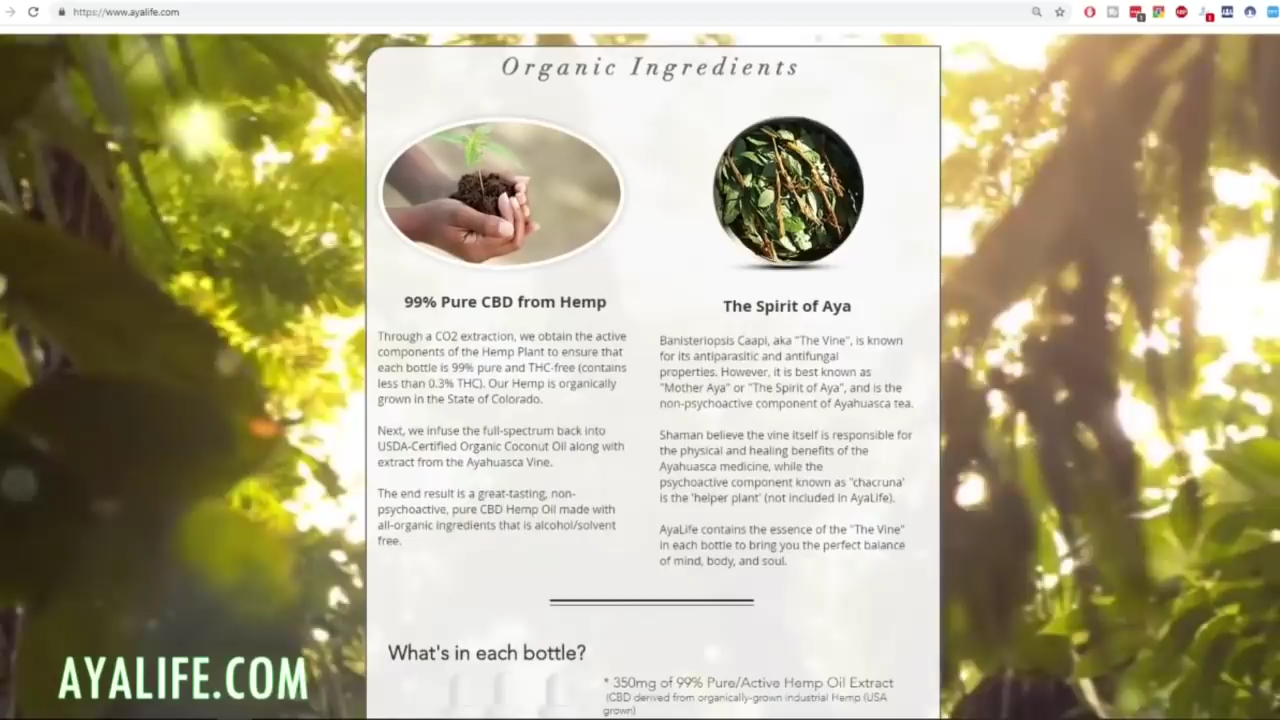 https://www.ayalife.com
Organic Ingredients
99% Pure CBD from Hemp
Through a CO2 extraction, we obtain the active
components of the Hemp Plant to ensure that
each bottle is 99% pure and THC-free (contains
less than 0.3% THC). Our Hemp is organically
grown in the State of Colorado.
Next, we infuse the full-spectrum back into
USDA-Certified Organic Coconut Oil along with
extract from the Ayahuasca Vine.
The end result is a great-tasting, non-
psychoactive, pure CBD Hemp Oil made with
all-organic ingredients that is alcohol/solvent
free.
The Spirit of Aya
Banisteriopsis Caapi, aka "The Vine", is known
for its antiparasitic and antifungal
properties. However, it is best known as
"Mother Aya" or "The Spirit of Aya", and is the
non-psychoactive component of Ayahuasca tea.
Shaman believe the vine itself is responsible for
the physical and healing benefits of the
Ayahuasca medicine, while the
psychoactive component known as "chacruna'
is the 'helper plant' (not included in AyaLife).
AyaLife contains the essence of the "The Vine"
in each bottle to bring you the perfect balance
of mind, body, and soul.
What's in each bottle?
* 350mg of 99% Pure/Active Hemp Oil Extract
(CBD derived from organically-grown industrial Hemp (USA
grown)
AYALIFE.COM